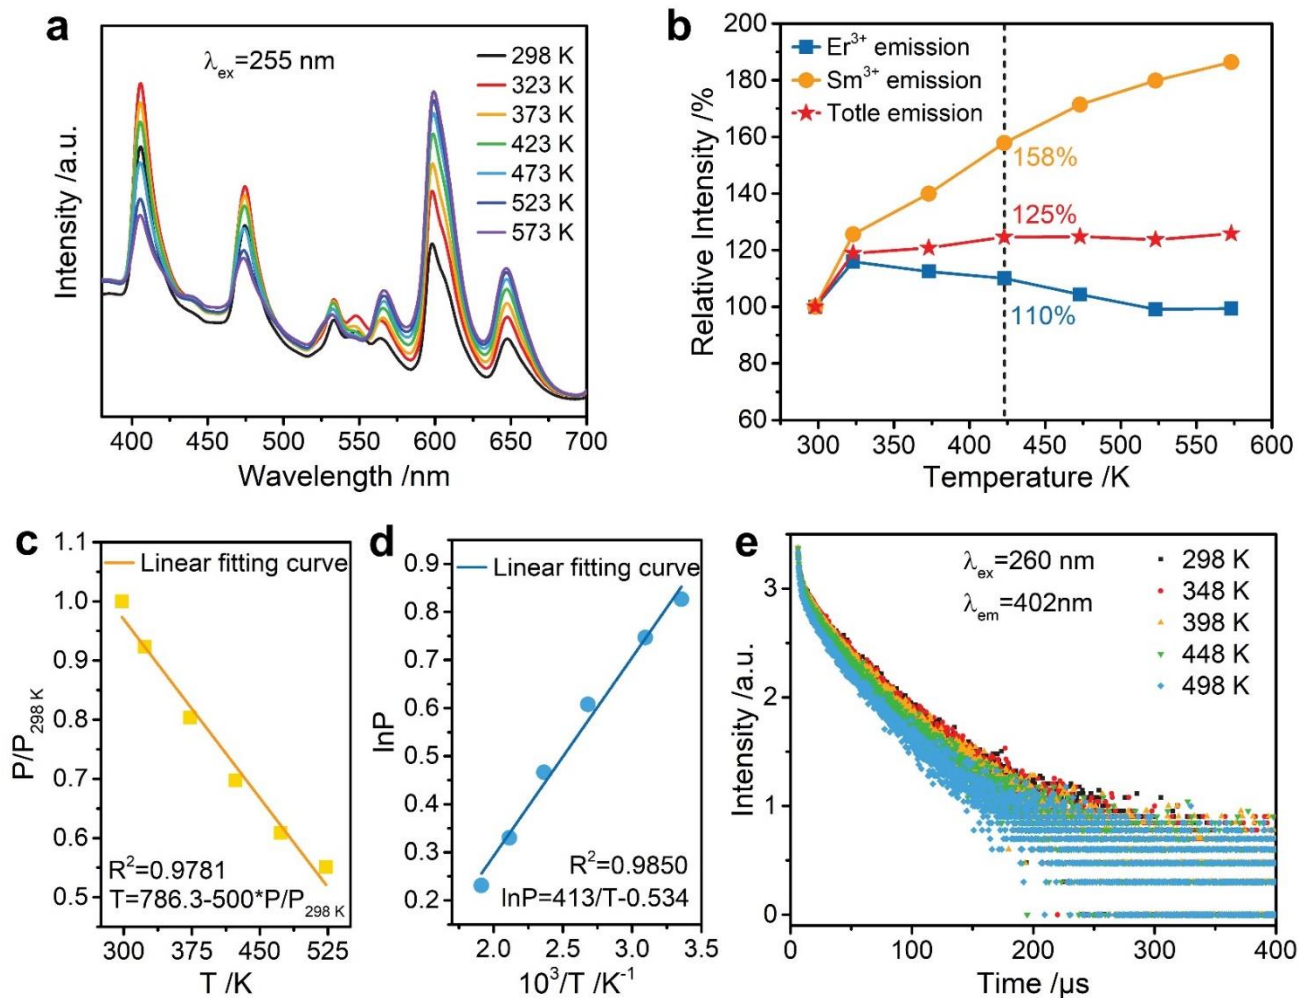 a
λex=255 nm
298 K
323 K
373 K
423 K
473 K
523 K
573 K
Intensity /a.u.
400 450 500 550 600 650 700
Wavelength /nm
b
Er³⁺ emission
Sm³⁺ emission
Totle emission
158%
125%
110%
Relative Intensity /%
200
180
160
140
120
100
80
60
300 350 400 450 500 550 600
Temperature /K
c
Linear fitting curve
P/P298 K
1.1
1.0
0.9
0.8
0.7
0.6
0.5
R²=0.9781
T=786.3-500*P/P298 K
300 375 450 525
T /K
d
Linear fitting curve
lnP
0.9
0.8
0.7
0.6
0.5
0.4
0.3
0.2
R²=0.9850
lnP=413/T-0.534
2.0 2.5 3.0 3.5
10³/T /K⁻¹
e
λex=260 nm
λem=402nm
298 K
348 K
398 K
448 K
498 K
Intensity /a.u.
3
2
1
0
0 100 200 300 400
Time /μs